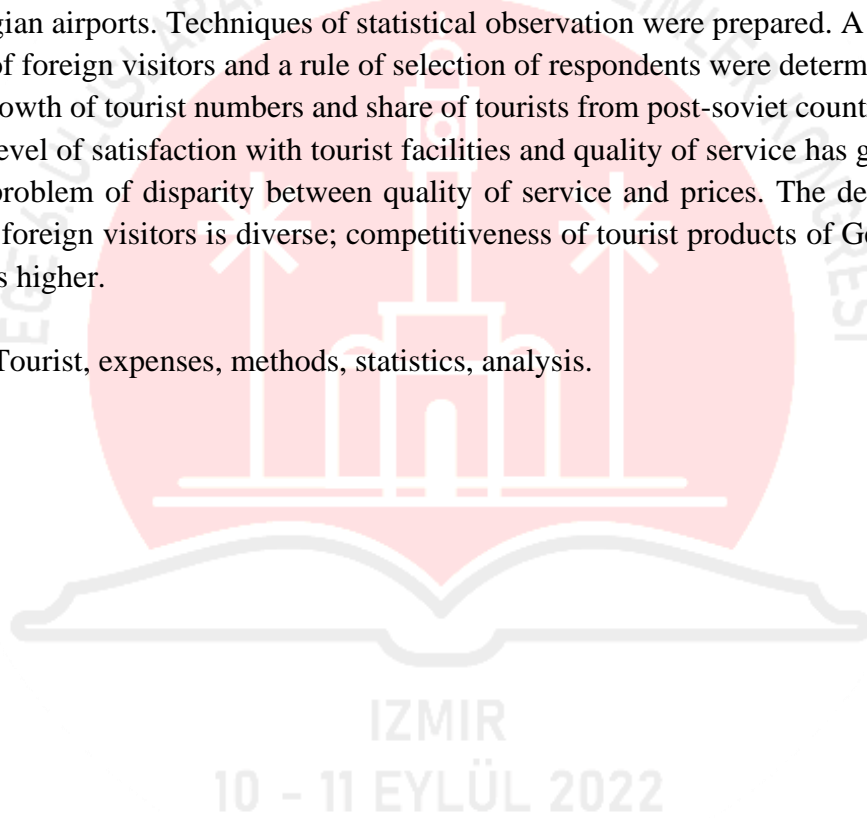 gian airports. Techniques of statistical observation were prepared. A
of foreign visitors and a rule of selection of respondents were determ
owth of tourist numbers and share of tourists from post-soviet count
evel of satisfaction with tourist facilities and quality of service has g
problem of disparity between quality of service and prices. The de
foreign visitors is diverse; competitiveness of tourist products of Ge
s higher.
Tourist, expenses, methods, statistics, analysis.
IZMIR
10 - 11 EYLÜL 2022